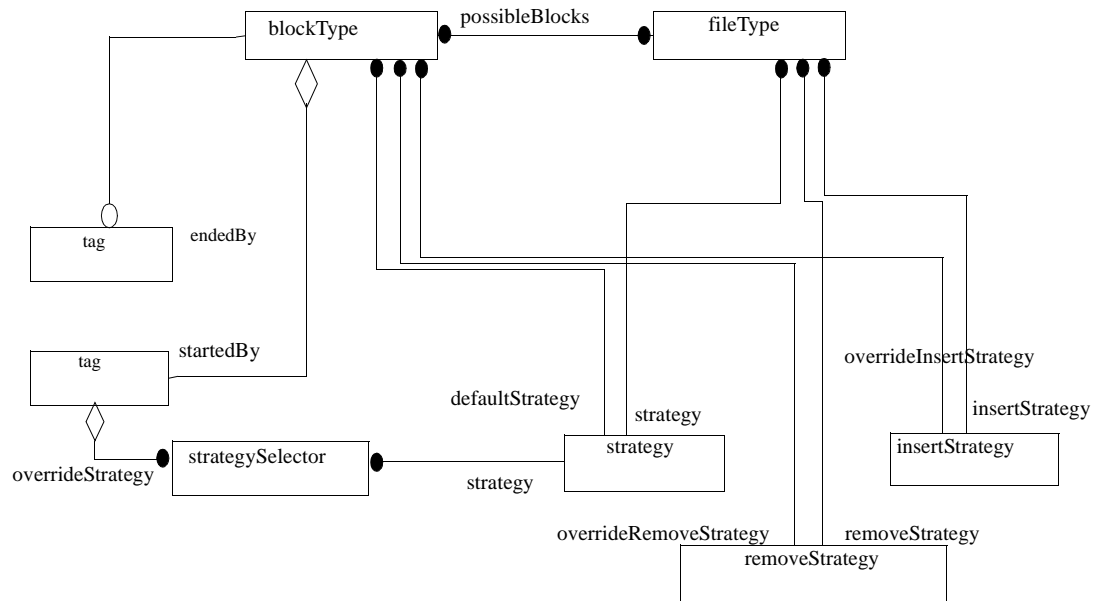 possibleBlocks
blockType
fileType
tag
endedBy
tag
startedBy
overrideInsertStrategy
defaultStrategy
strategy
insertStrategy
strategySelector
strategy
insertStrategy
overrideStrategy
strategy
overrideRemoveStrategy
removeStrategy
removeStrategy